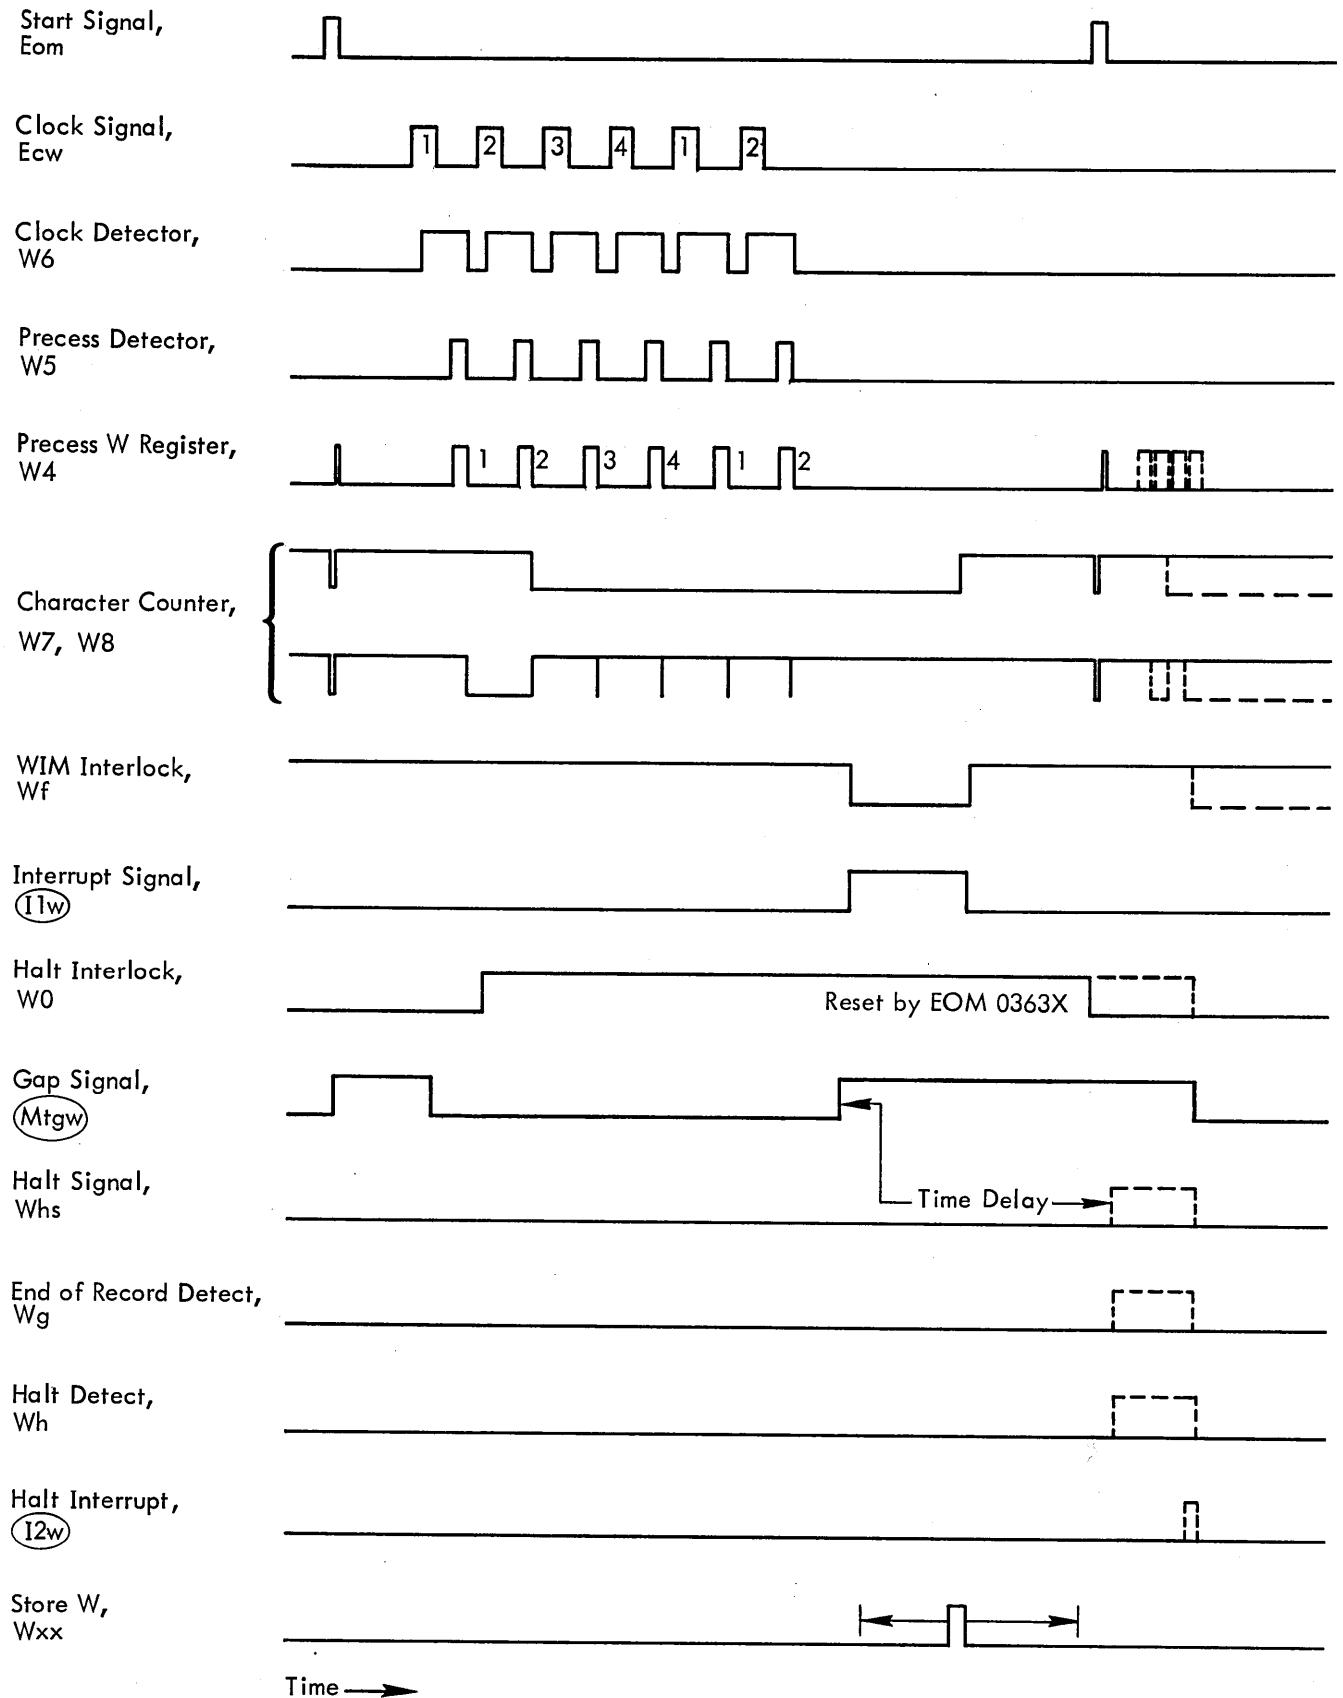 Start Signal,
Eom
Clock Signal,
Ecw
1 2 3 4 1 2
Clock Detector,
W6
Precess Detector,
W5
Precess W Register,
W4
1 2 3 4 1 2
Character Counter,
W7, W8
WIM Interlock,
Wf
Interrupt Signal,
I1w
Halt Interlock,
W0
Reset by EOM 0363X
Gap Signal,
Mtgw
Halt Signal,
Whs
Time Delay
End of Record Detect,
Wg
Halt Detect,
Wh
Halt Interrupt,
I2w
Store W,
Wxx
Time